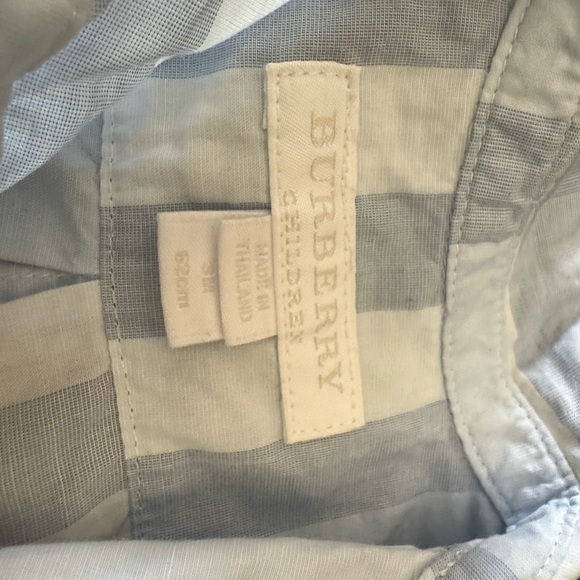 BURBERRY
CHILDREN
MADE IN
THAILAND
3M
62cm